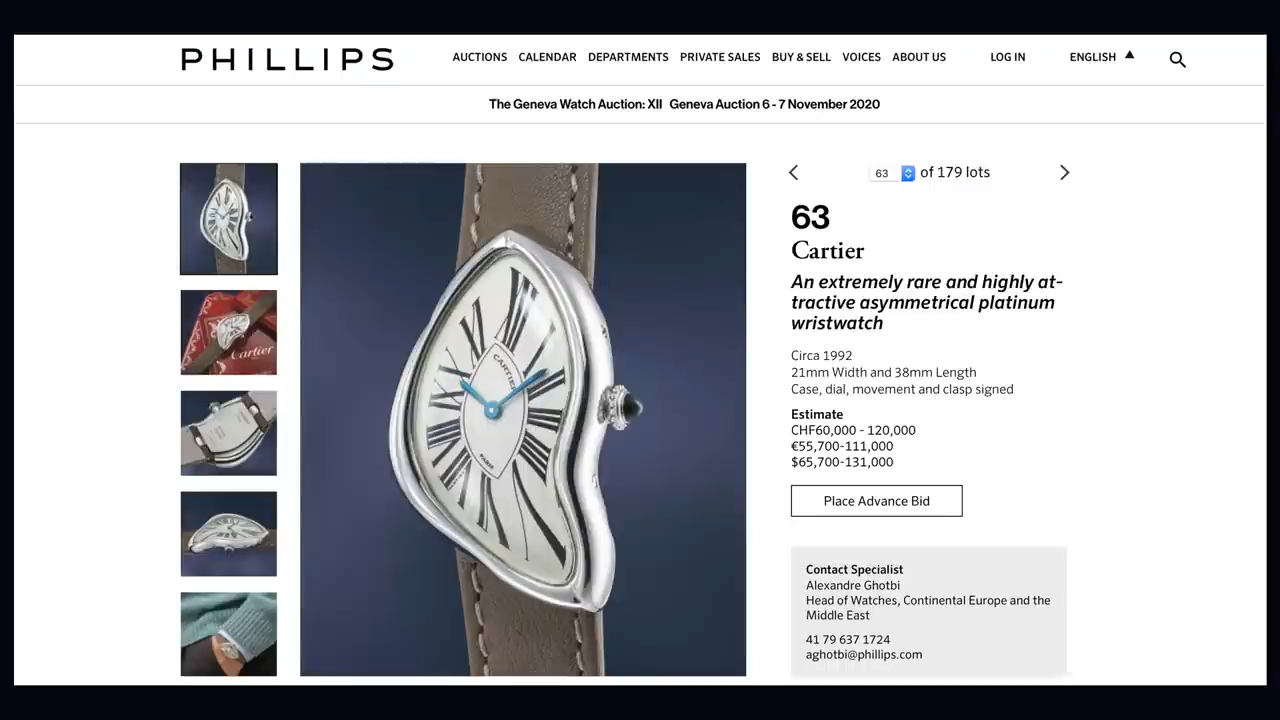 PHILLIPS
AUCTIONS CALENDAR DEPARTMENTS PRIVATE SALES BUY & SELL VOICES ABOUT US LOG IN ENGLISH
The Geneva Watch Auction: XII Geneva Auction 6 - 7 November 2020
63 of 179 lots
63
Cartier
An extremely rare and highly at-
tractive asymmetrical platinum
wristwatch
Circa 1992
21mm Width and 38mm Length
Case, dial, movement and clasp signed
Estimate
CHF60,000 - 120,000
€55,700-111,000
$65,700-131,000
Place Advance Bid
Contact Specialist
Alexandre Ghotbi
Head of Watches, Continental Europe and the
Middle East
41 79 637 1724
aghotbi@phillips.com
CARTIER
PARIS
Cartier